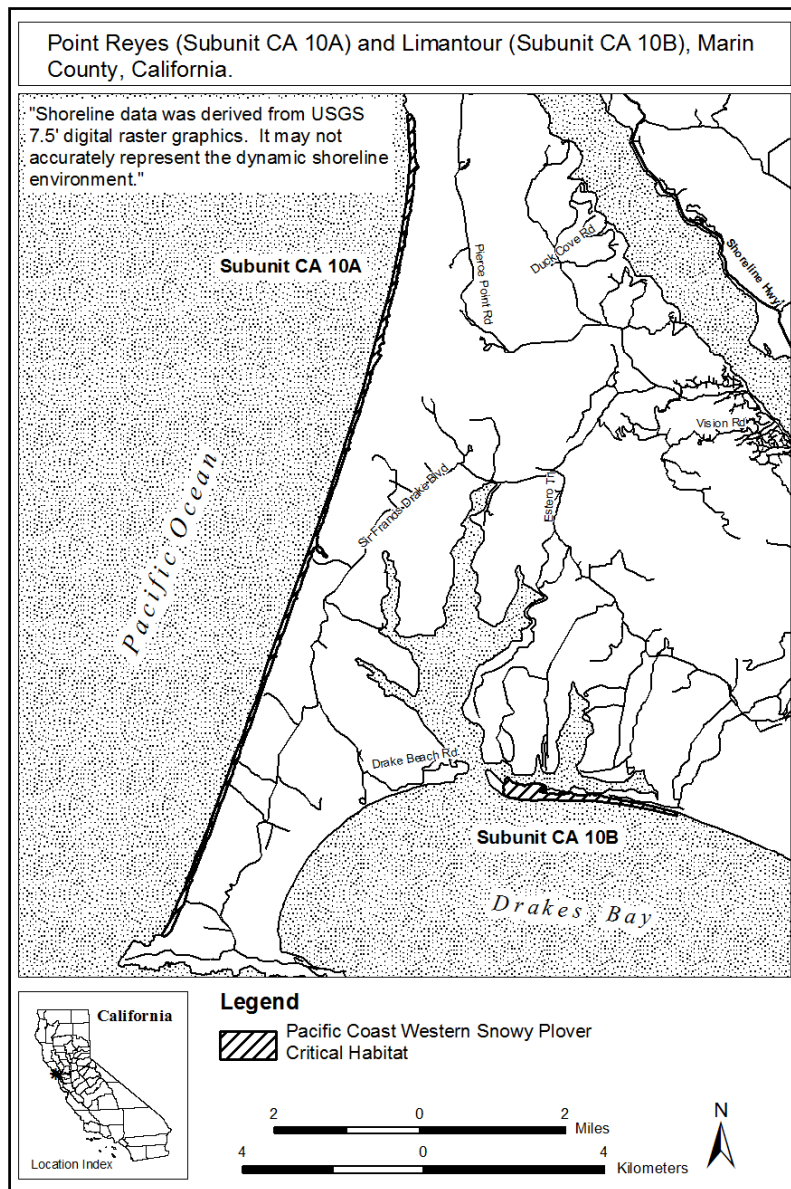 Point Reyes (Subunit CA 10A) and Limantour (Subunit CA 10B), Marin
County, California.
"Shoreline data was derived from USGS
7.5' digital raster graphics.  It may not
accurately represent the dynamic shoreline
environment."
Subunit CA 10A
Pierce Point Rd
Duck Cove Rd
Shoreline Hwy
Vision Rd
Pacific Ocean
Sir Francis Drake Blvd
Estero Trl
Drake Beach Rd
Subunit CA 10B
Drakes Bay
California
Location Index
Legend
Pacific Coast Western Snowy Plover
Critical Habitat
2 0 2
Miles
4 0 4
Kilometers
N